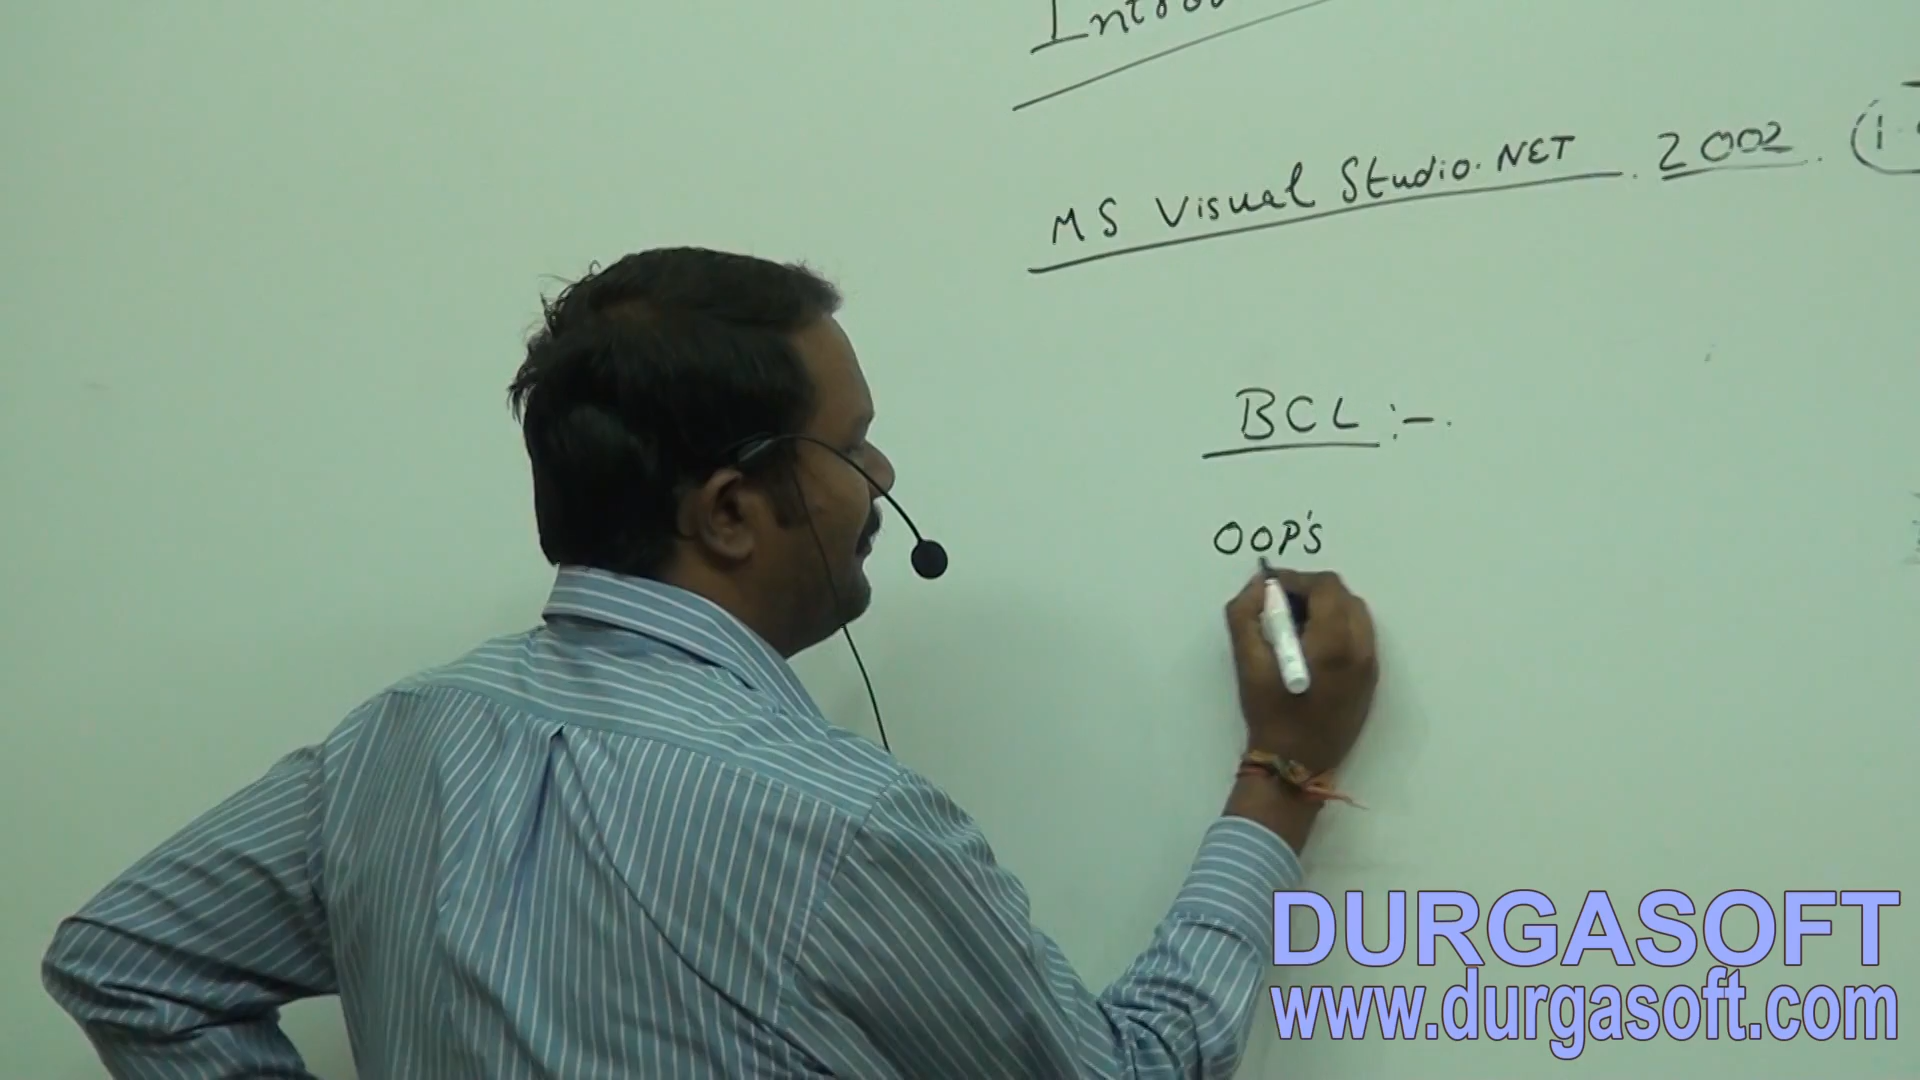 MS Visual Studio.NET. 2002.
BCL :-.
OOP's
DURGASOFT
www.durgasoft.com